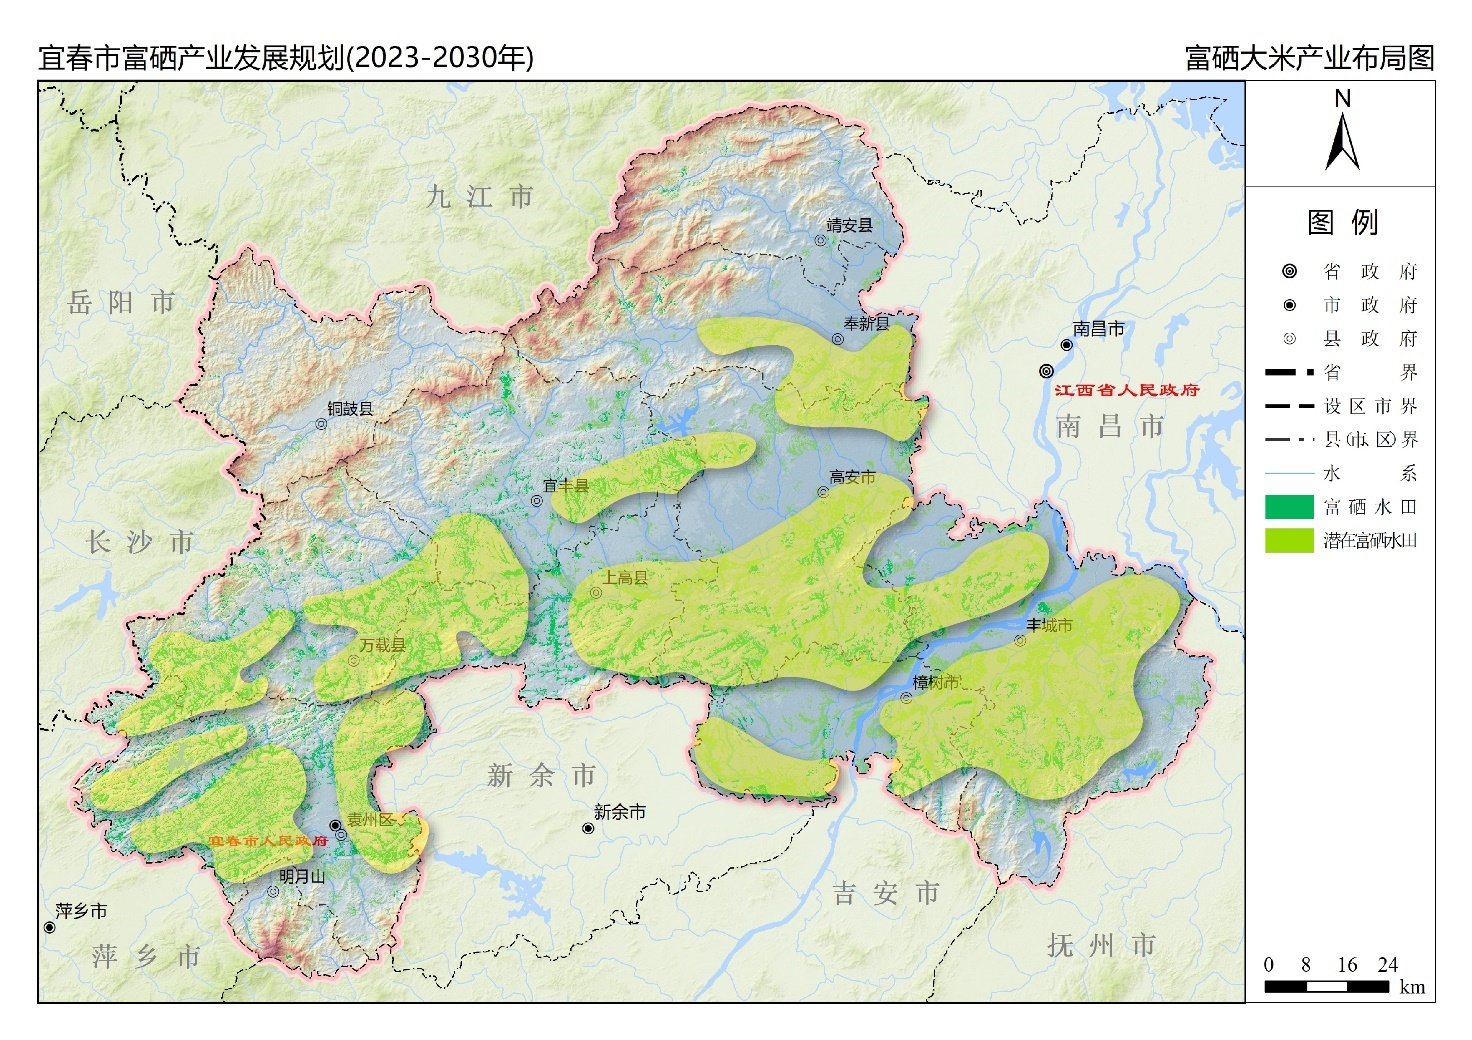 宜春市富硒产业发展规划(2023-2030年)
富硒大米产业布局图
N
图 例
省 政 府
市 政 府
县 政 府
省 界
设 区 市 界
县(市、区)界
水 系
富 硒 水 田
潜在富硒水田
0 8 16 24
km
九 江 市
靖安县
岳 阳 市
奉新县
南昌市
江西省人民政府
南 昌 市
铜鼓县
高安市
宜丰县
长 沙 市
上高县
丰城市
万载县
樟树市
新 余 市
新余市
袁州区
宜春市人民政府
明月山
吉 安 市
萍乡市
萍 乡 市
抚 州 市